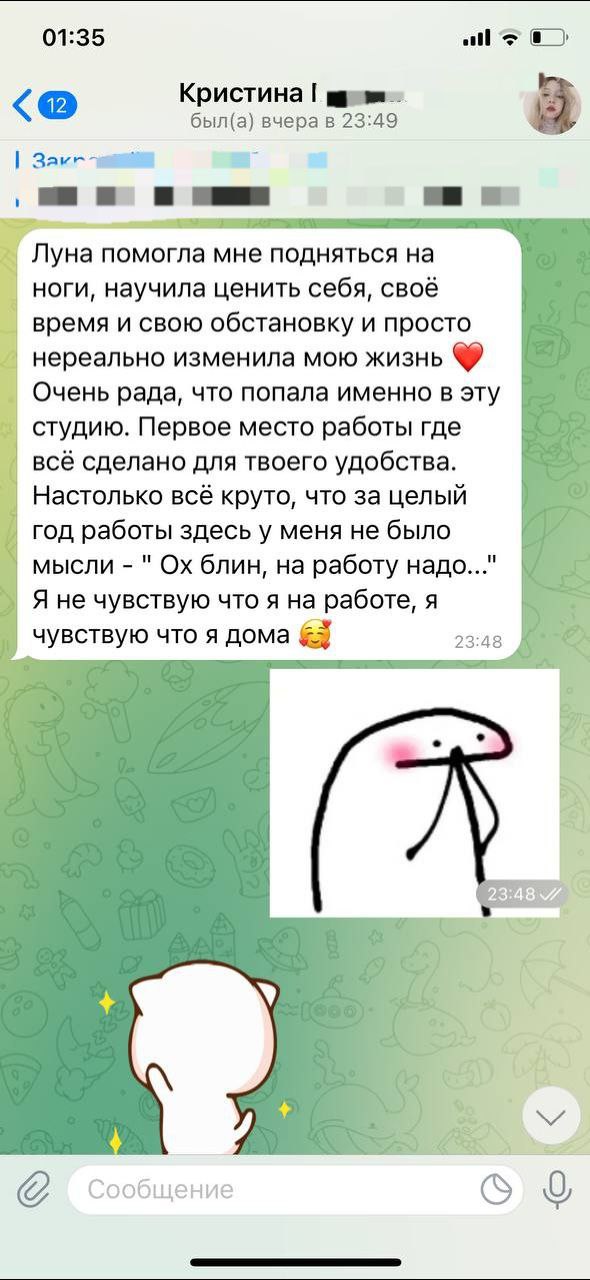 01:35
12
Кристина
был(а) вчера в 23:49
Луна помогла мне подняться на
ноги, научила ценить себя, своё
время и свою обстановку и просто
нереально изменила мою жизнь ❤️
Очень рада, что попала именно в эту
студию. Первое место работы где
всё сделано для твоего удобства.
Настолько всё круто, что за целый
год работы здесь у меня не было
мысли - " Ох блин, на работу надо..."
Я не чувствую что я на работе, я
чувствую что я дома 🥰
23:48
23:48
Сообщение